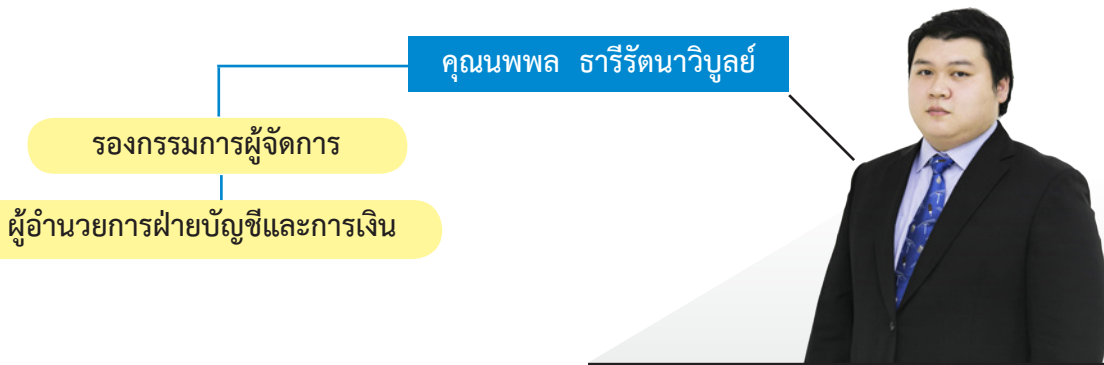 คุณนพพล ธารีรัตนาวิบูลย์
รองกรรมการผู้จัดการ
ผู้อำนวยการฝ่ายบัญชีและการเงิน